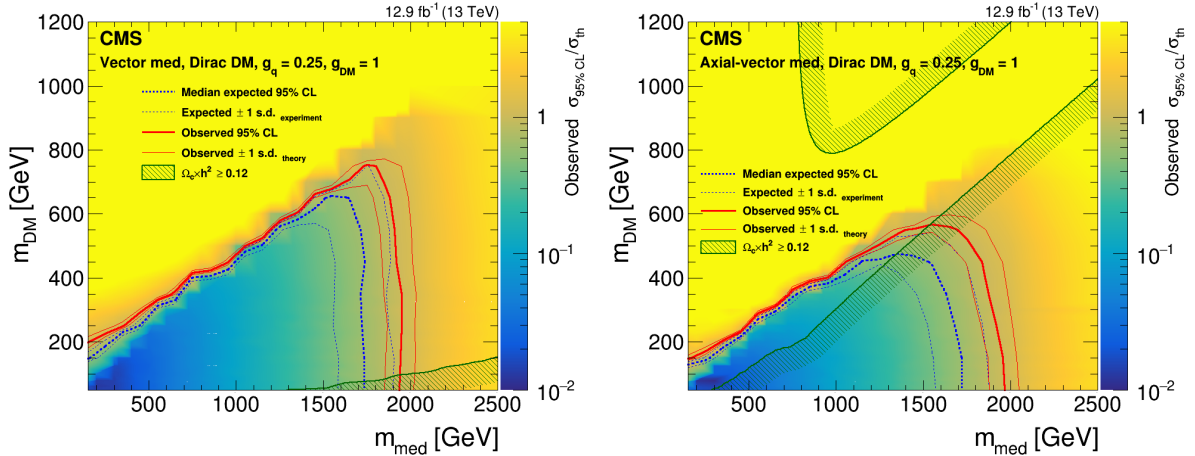 12.9 fb⁻¹ (13 TeV)
CMS
Vector med, Dirac DM, g_q = 0.25, g_DM = 1
Median expected 95% CL
Expected ± 1 s.d. experiment
Observed 95% CL
Observed ± 1 s.d. theory
Ω_c×h² ≥ 0.12
m_DM [GeV]
1200
1000
800
600
400
200
500 1000 1500 2000 2500
m_med [GeV]
1
10⁻¹
10⁻²
Observed σ_95% CL/σ_th
12.9 fb⁻¹ (13 TeV)
CMS
Axial-vector med, Dirac DM, g_q = 0.25, g_DM = 1
Median expected 95% CL
Expected ± 1 s.d. experiment
Observed 95% CL
Observed ± 1 s.d. theory
Ω_c×h² ≥ 0.12
m_DM [GeV]
1200
1000
800
600
400
200
500 1000 1500 2000 2500
m_med [GeV]
1
10⁻¹
10⁻²
Observed σ_95% CL/σ_th